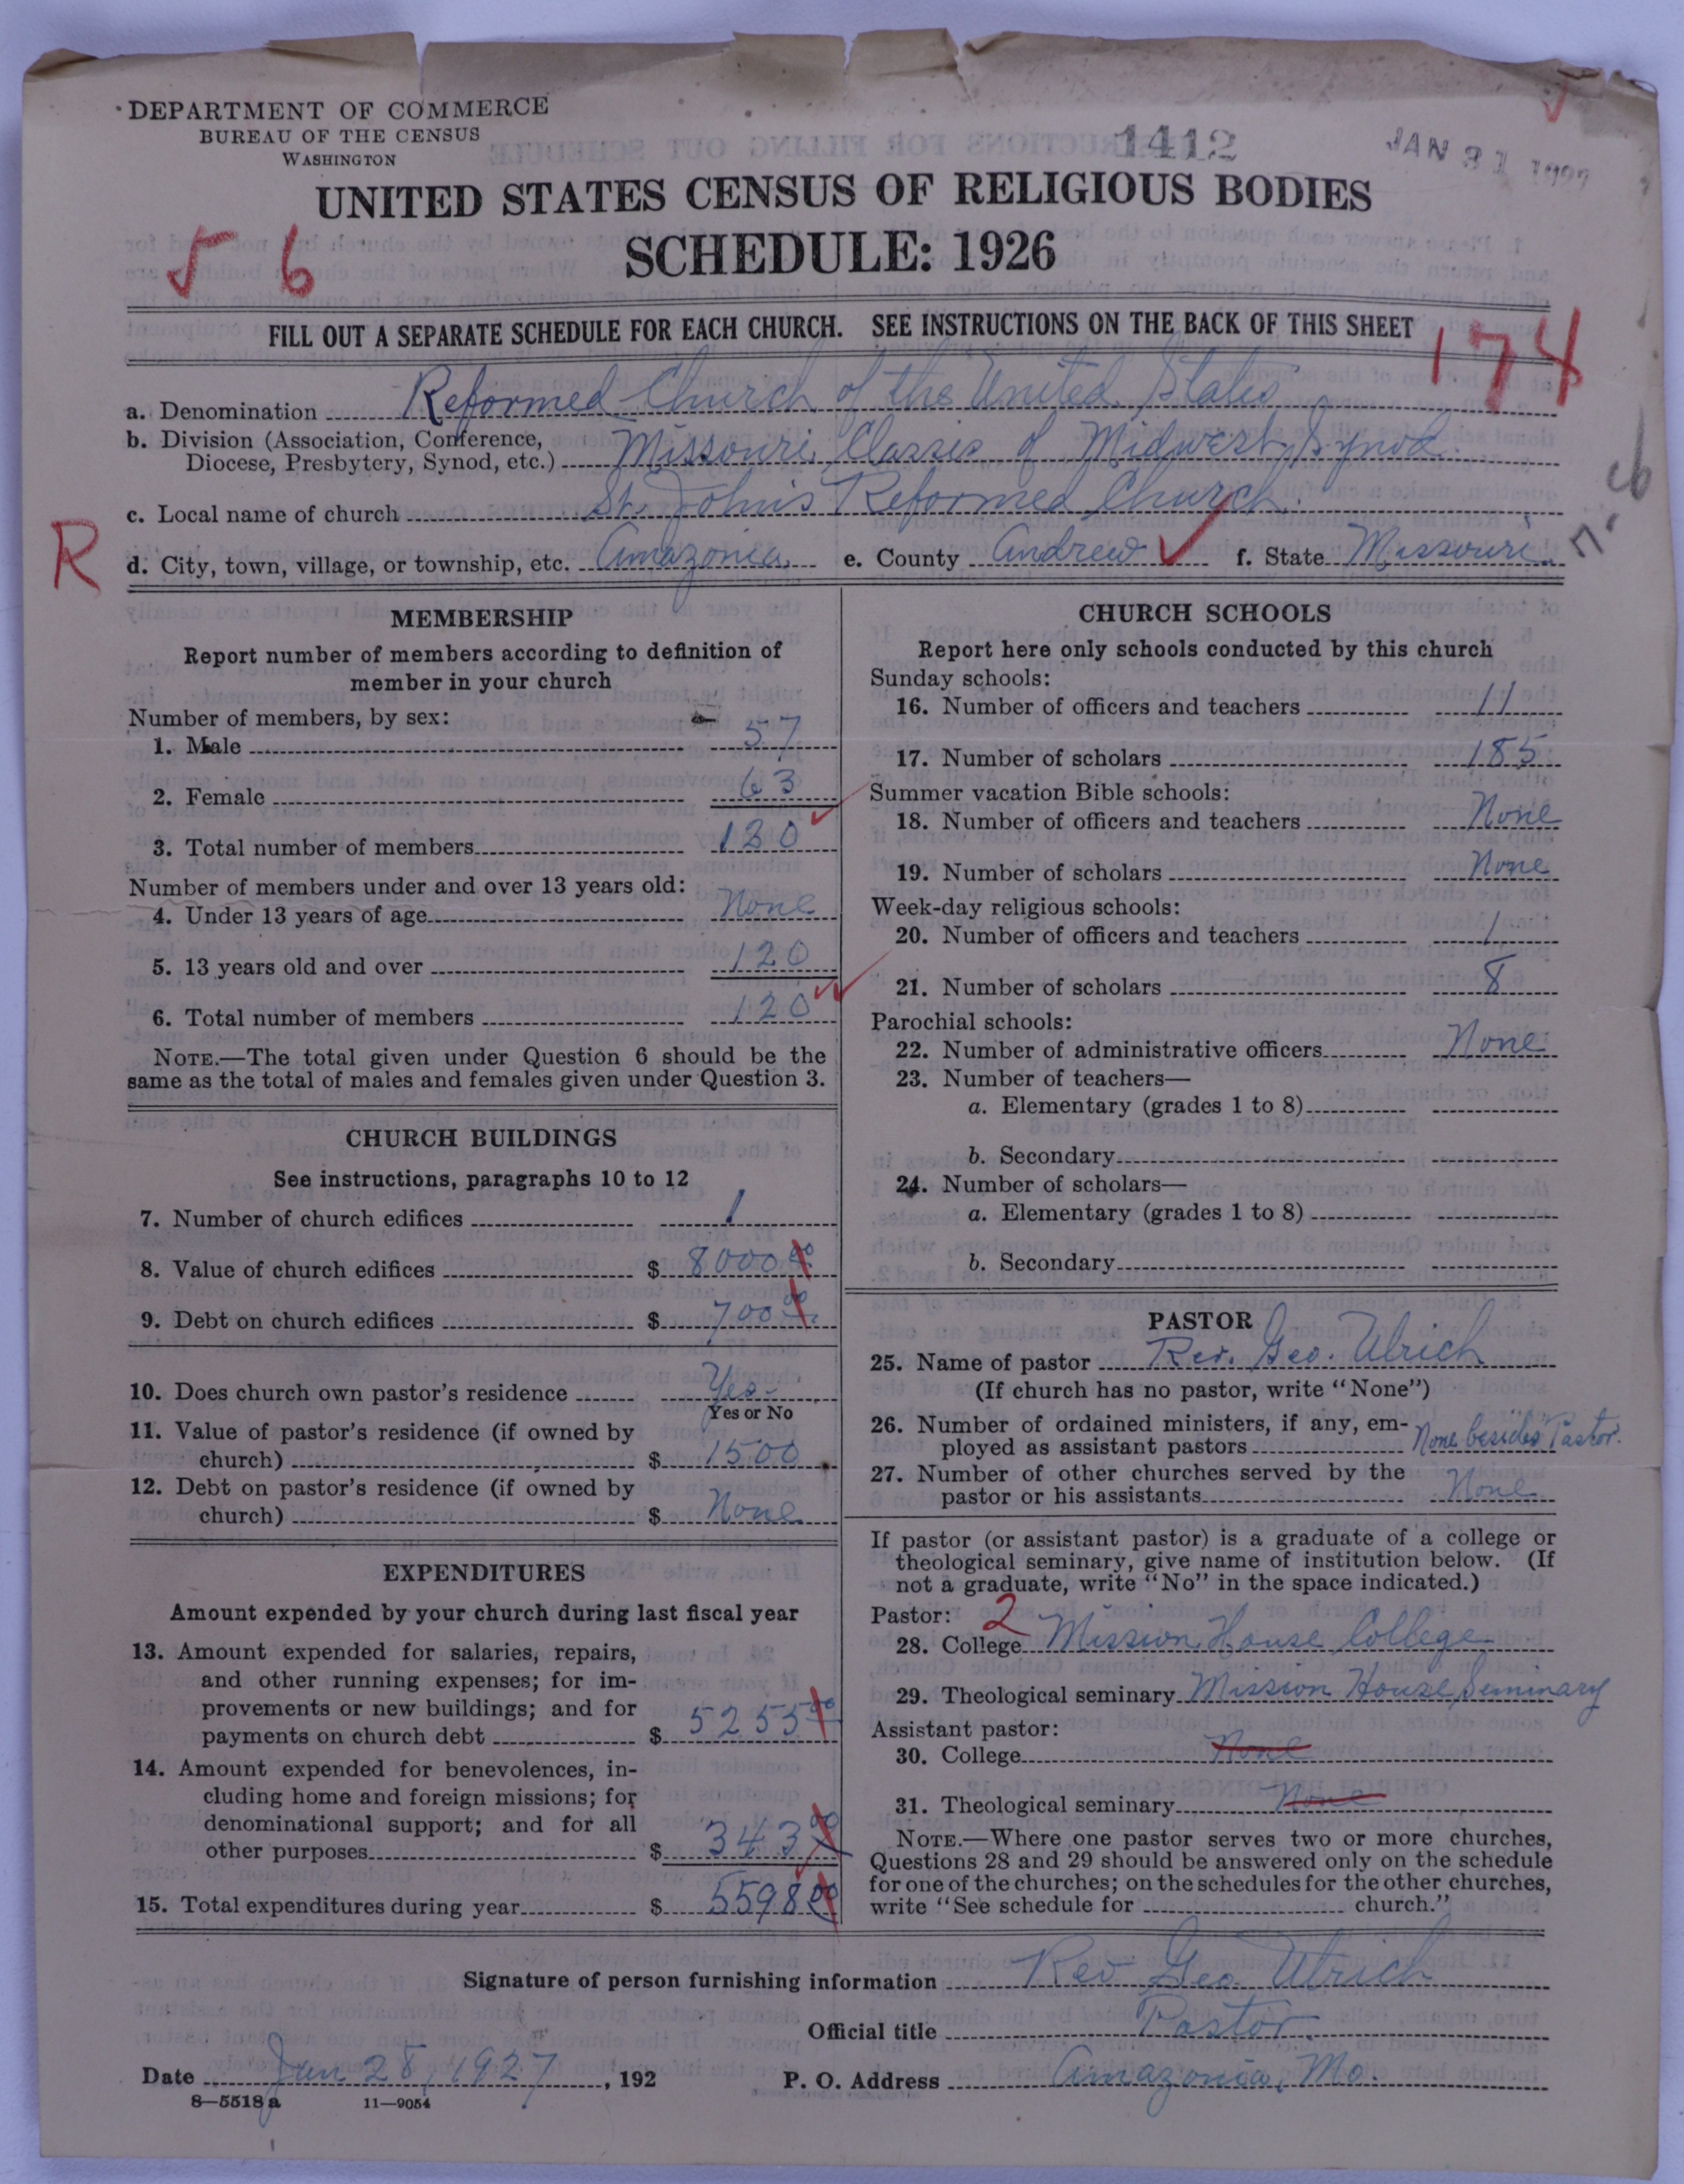 DEPARTMENT OF COMMERCE
BUREAU OF THE CENSUS
WASHINGTON
1412
JAN 31 1927
UNITED STATES CENSUS OF RELIGIOUS BODIES
SCHEDULE: 1926
6
FILL OUT A SEPARATE SCHEDULE FOR EACH CHURCH. SEE INSTRUCTIONS ON THE BACK OF THIS SHEET
174
a. Denomination Reformed Church of the United States
b. Division (Association, Conference,
Diocese, Presbytery, Synod, etc.) Missouri Classis of Midwest Synod.
c. Local name of church St. John's Reformed Church.
7-6
R
d. City, town, village, or township, etc. Amazonia, e. County Andrew f. State Missouri.
MEMBERSHIP
Report number of members according to definition of
member in your church
Number of members, by sex:
1. Male 57
2. Female 63
3. Total number of members 120
Number of members under and over 13 years old:
4. Under 13 years of age None
5. 13 years old and over 120
6. Total number of members 120
NOTE.—The total given under Question 6 should be the
same as the total of males and females given under Question 3.
CHURCH BUILDINGS
See instructions, paragraphs 10 to 12
7. Number of church edifices 1
8. Value of church edifices $ 8000 00
9. Debt on church edifices $ 700 00
10. Does church own pastor's residence Yes-
Yes or No
11. Value of pastor's residence (if owned by
church) $ 1500
12. Debt on pastor's residence (if owned by
church) $ None
EXPENDITURES
Amount expended by your church during last fiscal year
13. Amount expended for salaries, repairs,
and other running expenses; for im-
provements or new buildings; and for
payments on church debt $ 5255 00
14. Amount expended for benevolences, in-
cluding home and foreign missions; for
denominational support; and for all
other purposes $ 343 00
15. Total expenditures during year $ 5598 00
CHURCH SCHOOLS
Report here only schools conducted by this church
Sunday schools:
16. Number of officers and teachers 11
17. Number of scholars 185
Summer vacation Bible schools:
18. Number of officers and teachers None
19. Number of scholars None
Week-day religious schools:
20. Number of officers and teachers 1
21. Number of scholars 8
Parochial schools:
22. Number of administrative officers None
23. Number of teachers—
a. Elementary (grades 1 to 8)
b. Secondary
24. Number of scholars—
a. Elementary (grades 1 to 8)
b. Secondary
PASTOR
25. Name of pastor Rev. Geo. Ulrich
(If church has no pastor, write "None")
26. Number of ordained ministers, if any, em-
ployed as assistant pastors None besides Pastor.
27. Number of other churches served by the
pastor or his assistants None
If pastor (or assistant pastor) is a graduate of a college or
theological seminary, give name of institution below. (If
not a graduate, write "No" in the space indicated.)
Pastor: 2
28. College Mission House College
29. Theological seminary Mission House Seminary
Assistant pastor:
30. College None
31. Theological seminary None
NOTE.—Where one pastor serves two or more churches,
Questions 28 and 29 should be answered only on the schedule
for one of the churches; on the schedules for the other churches,
write "See schedule for church."
Signature of person furnishing information Rev Geo. Ulrich
Official title Pastor.
Date Jan 28, 1927, 192 P. O. Address Amazonia, Mo.
8—5518a 11—9054